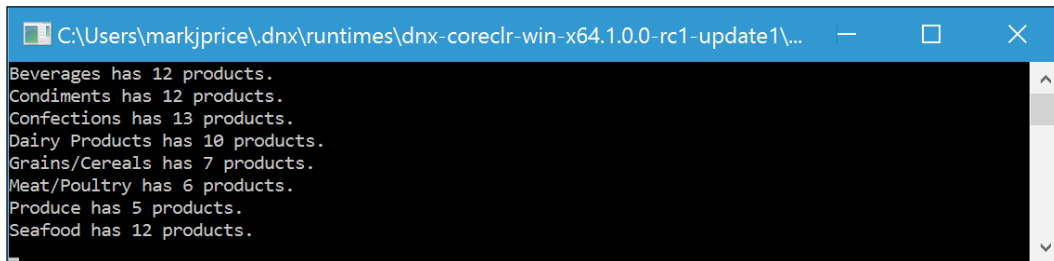 C:\Users\markjprice\.dnx\runtimes\dnx-coreclr-win-x64.1.0.0-rc1-update1\...
Beverages has 12 products.
Condiments has 12 products.
Confections has 13 products.
Dairy Products has 10 products.
Grains/Cereals has 7 products.
Meat/Poultry has 6 products.
Produce has 5 products.
Seafood has 12 products.